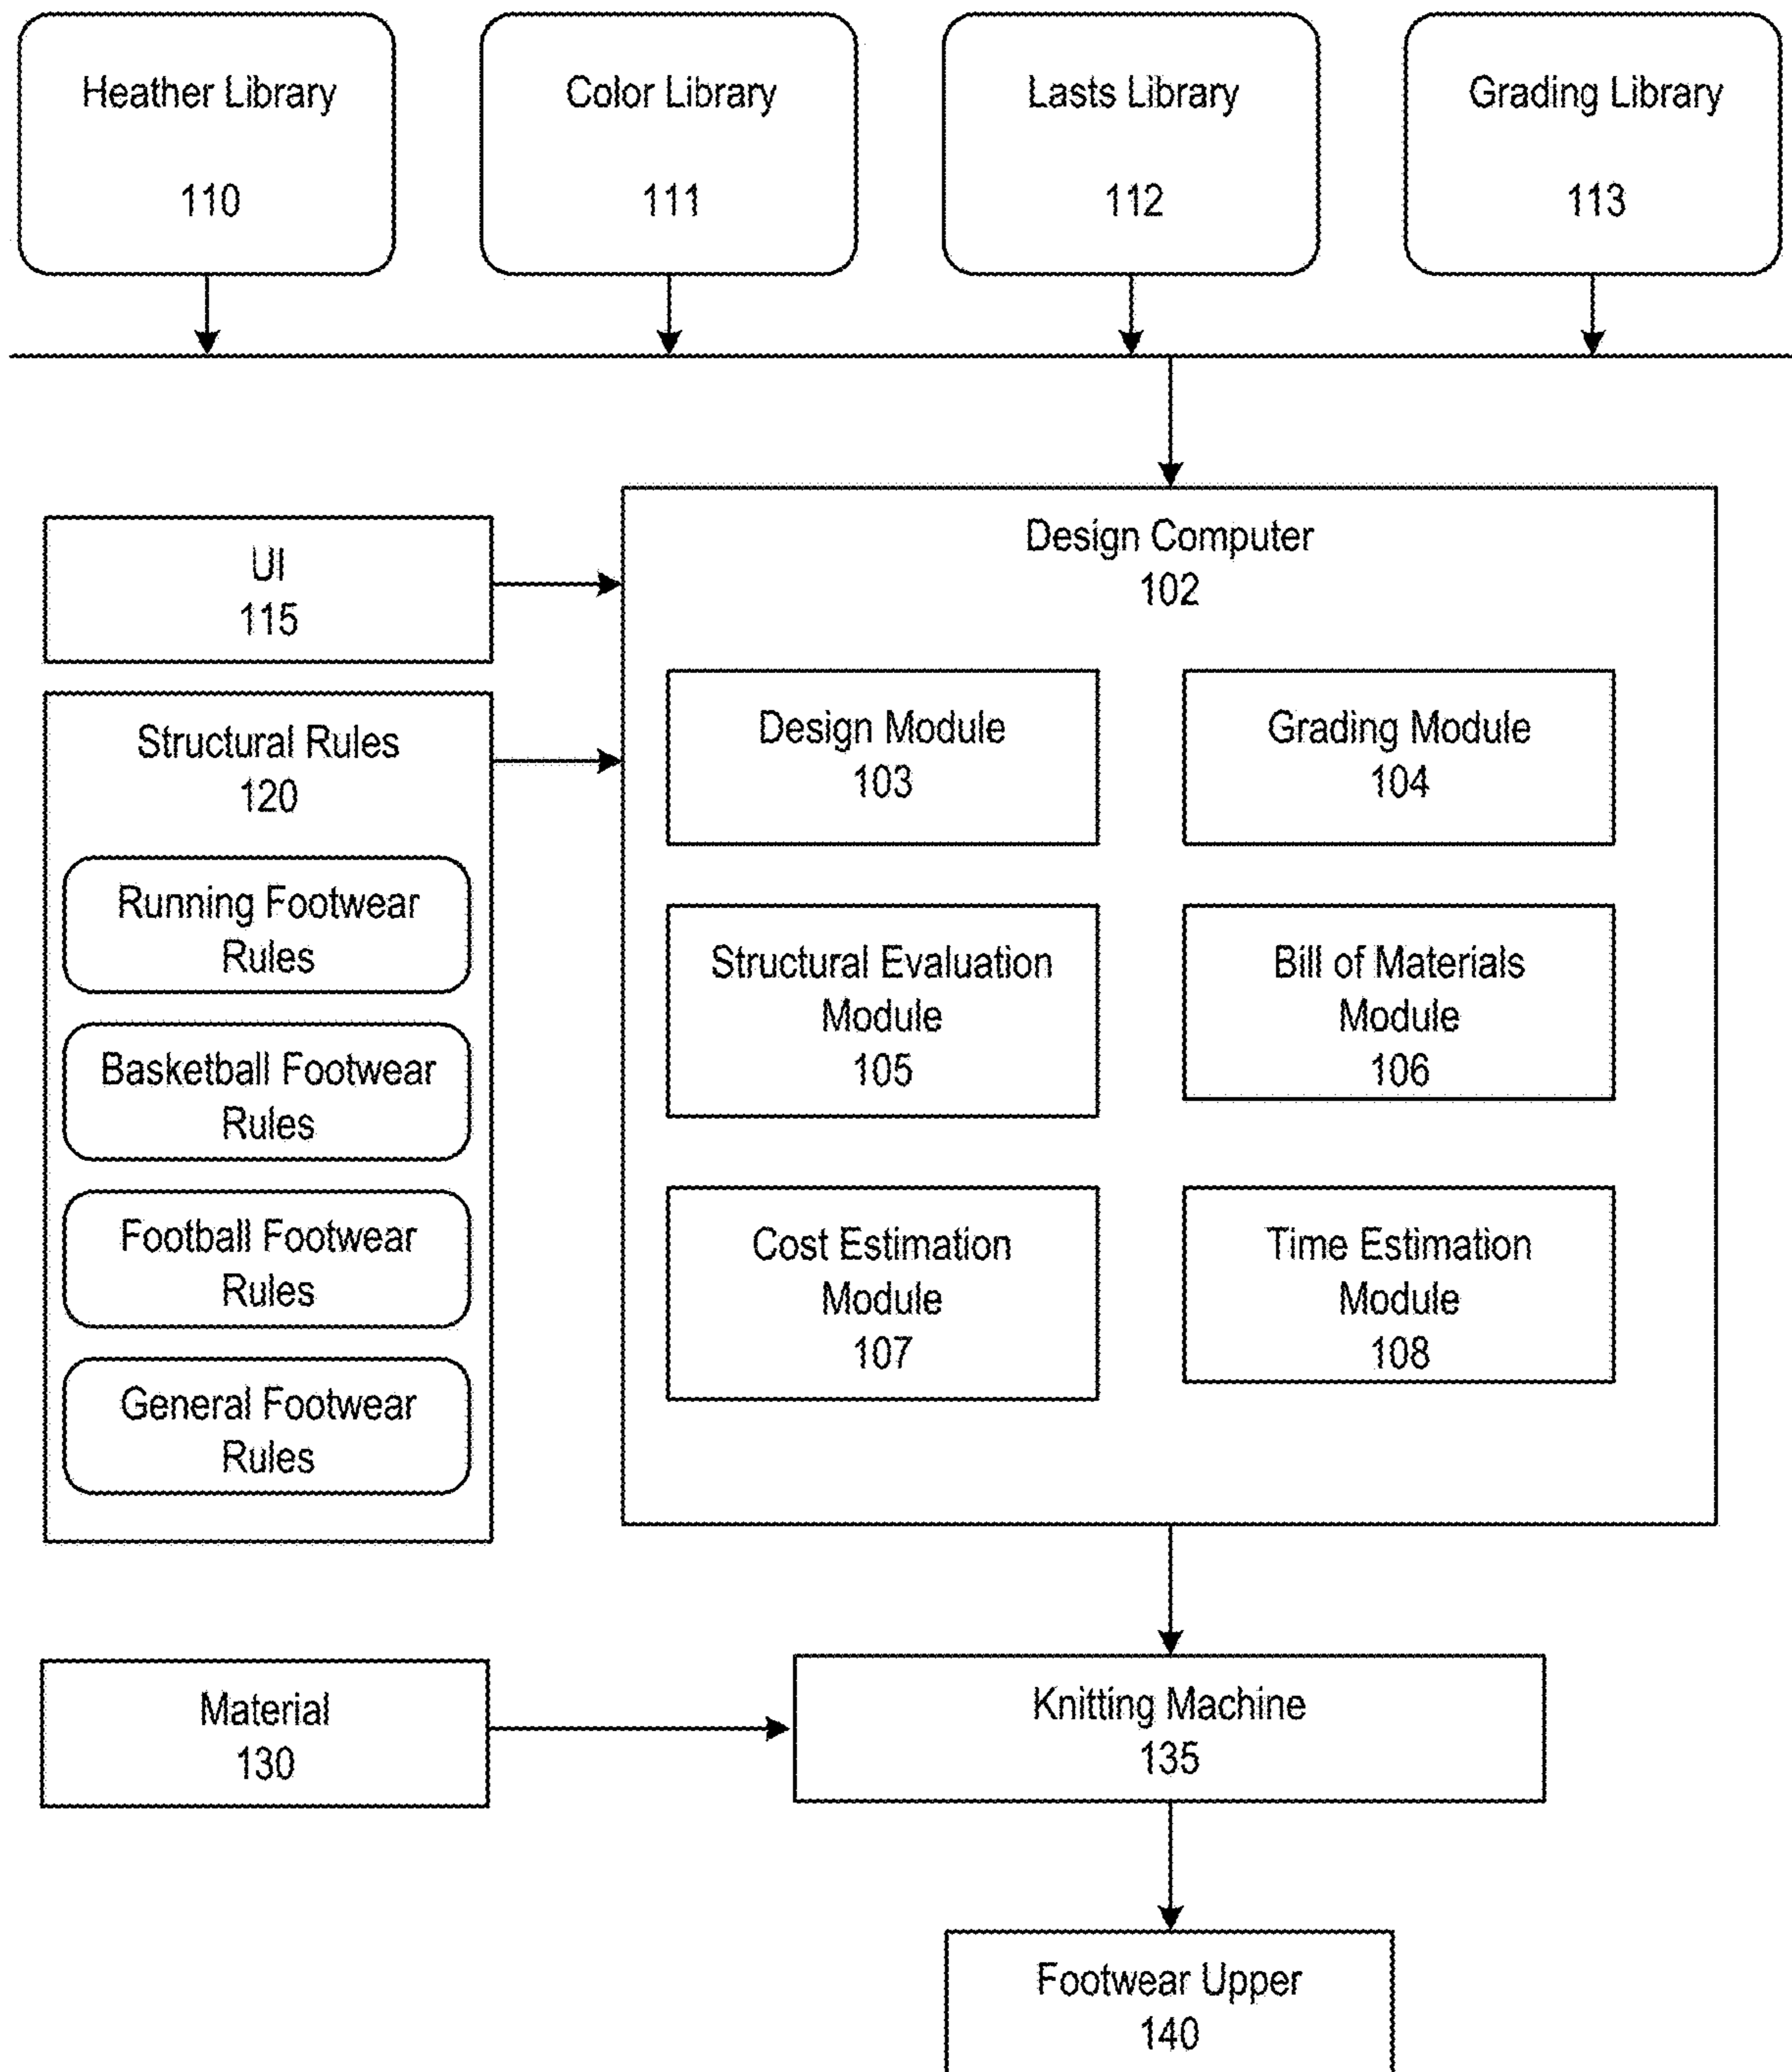 Heather Library
110
Color Library
111
Lasts Library
112
Grading Library
113
UI
115
Structural Rules
120
Running Footwear
Rules
Basketball Footwear
Rules
Football Footwear
Rules
General Footwear
Rules
Design Computer
102
Design Module
103
Grading Module
104
Structural Evaluation
Module
105
Bill of Materials
Module
106
Cost Estimation
Module
107
Time Estimation
Module
108
Material
130
Knitting Machine
135
Footwear Upper
140